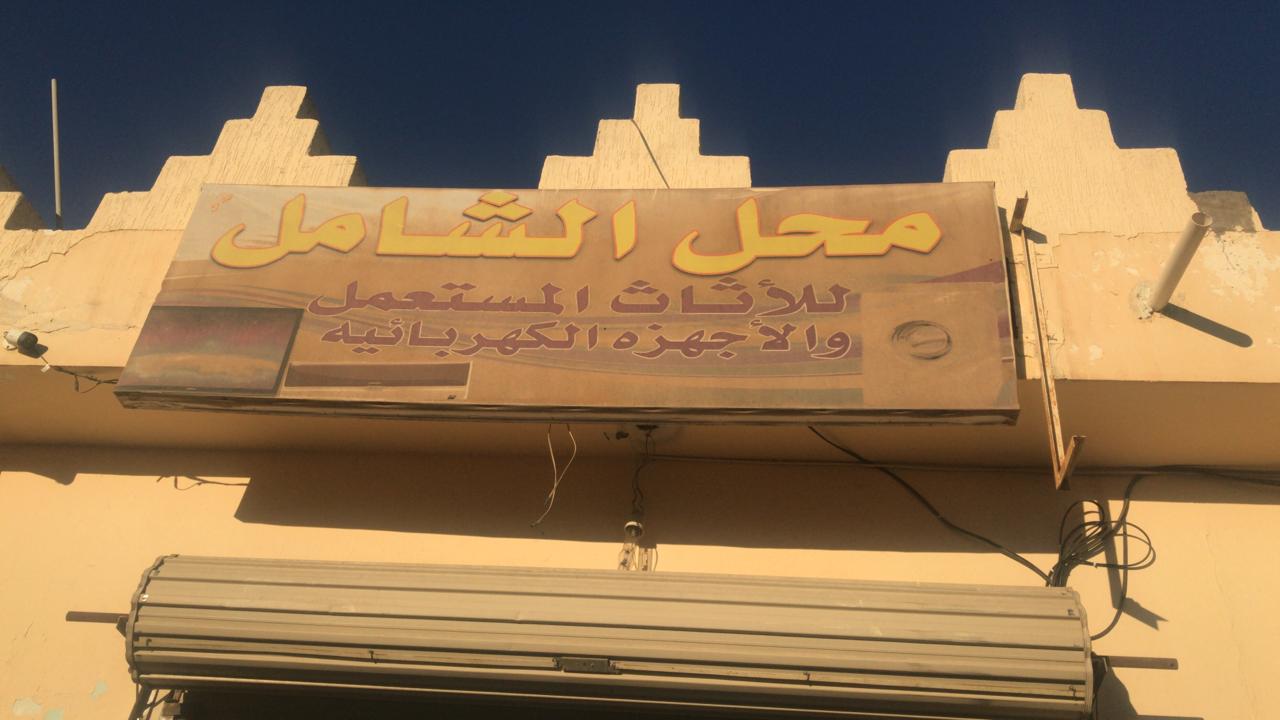 محل الشامل
للأثاث المستعمل
والأجهزه الكهربائيه